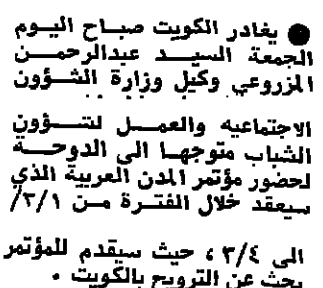 ● يغادر الكويت صباح اليوم
الجمعة السيد عبدالرحمن
المزروعي وكيل وزارة الشؤون
الاجتماعيه والعمل لشؤون
الشباب متوجها الى الدوحة
لحضور مؤتمر المدن العربية الذي
سيعقد خلال الفترة من ٣/١/
الى ٣/٤ ، حيث سيقدم للمؤتمر
بحث عن الترويح بالكويت .